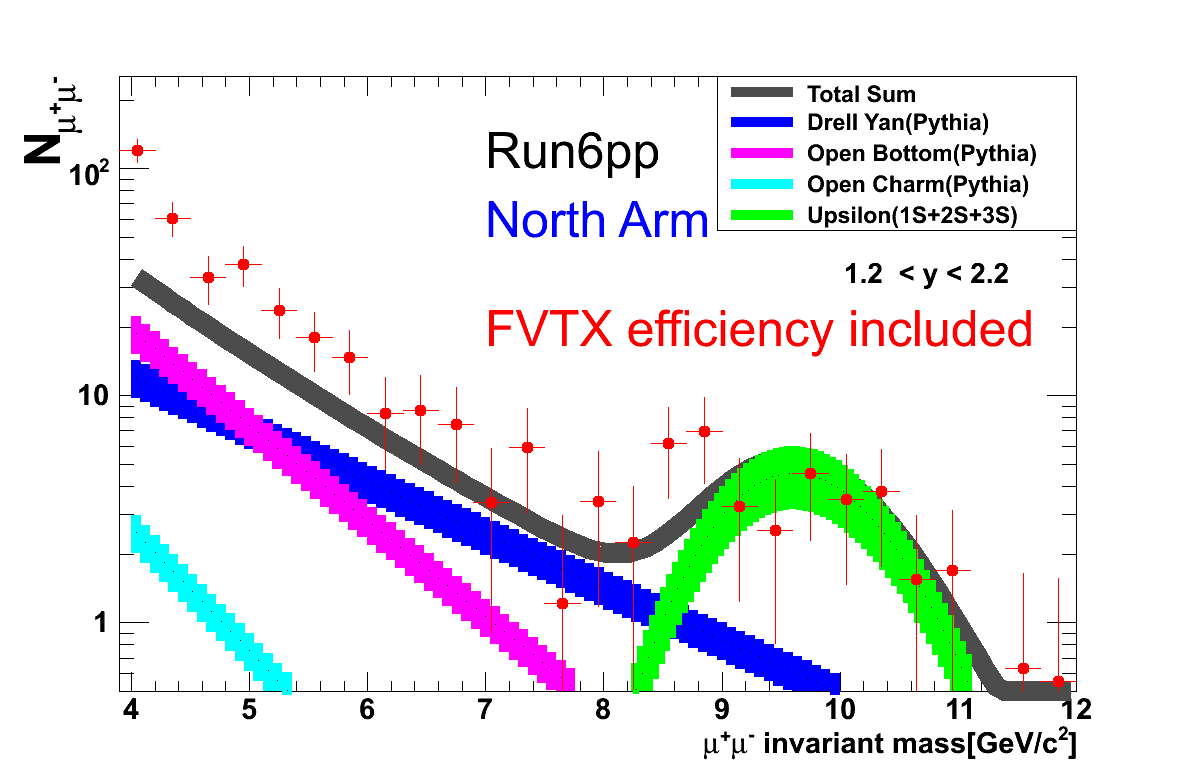 N μ⁺μ⁻
10²
10
1
Total Sum
Drell Yan(Pythia)
Open Bottom(Pythia)
Open Charm(Pythia)
Upsilon(1S+2S+3S)
Run6pp
North Arm
1.2 < y < 2.2
FVTX efficiency included
4 5 6 7 8 9 10 11 12
μ⁺μ⁻ invariant mass[GeV/c²]